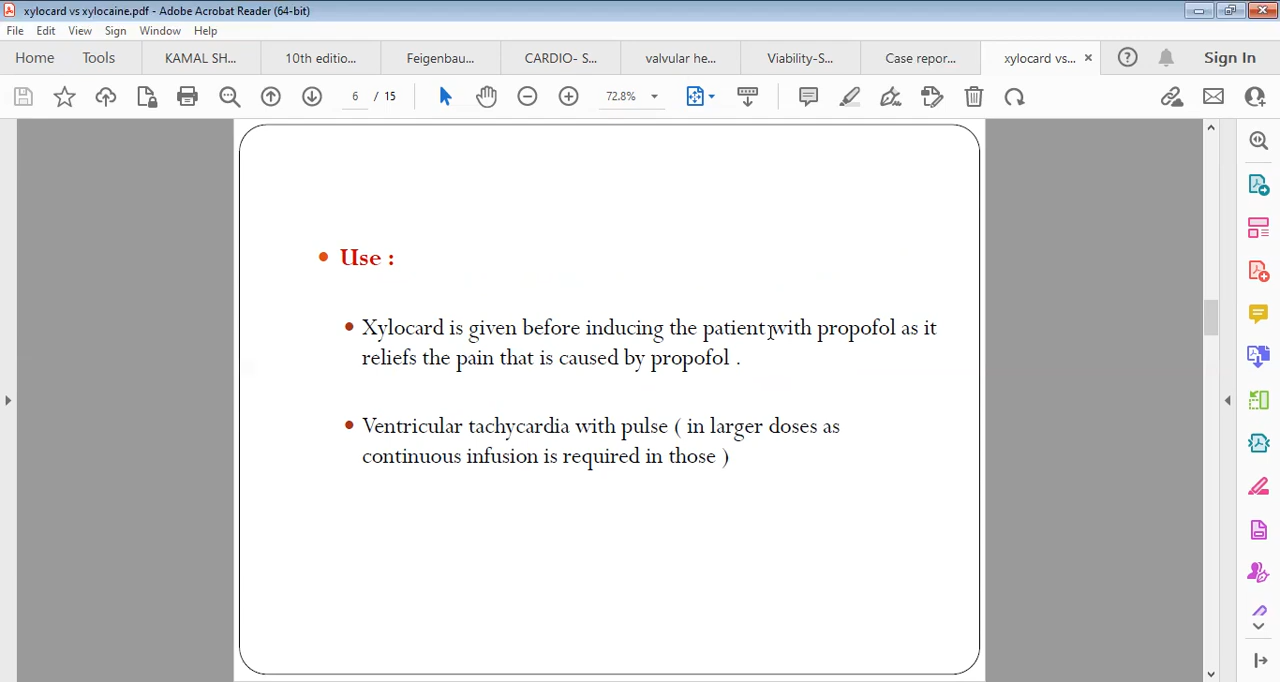 xylocard vs xylocaine.pdf - Adobe Acrobat Reader (64-bit)
File Edit View Sign Window Help
Home Tools KAMAL SH... 10th editio... Feigenbau... CARDIO- S... valvular he... Viability-S... Case repor... xylocard vs... × ? Sign In
6 / 15 72.8%
• Use :
• Xylocard is given before inducing the patient with propofol as it
reliefs the pain that is caused by propofol .
• Ventricular tachycardia with pulse ( in larger doses as
continuous infusion is required in those )